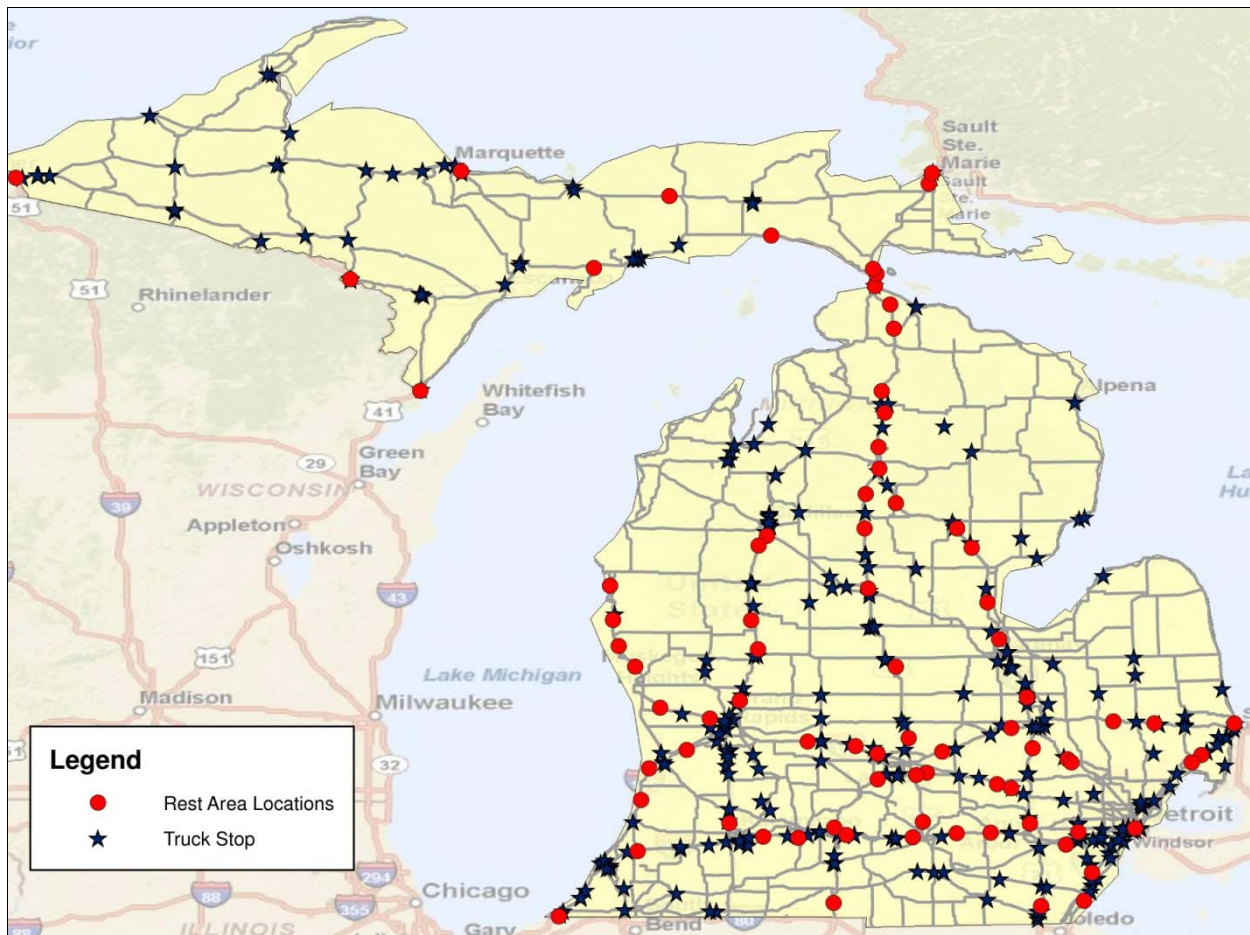 Sault
Ste.
Marie
Marquette
51
51
Rhinelander
Whitefish
Bay
Alpena
41
29
Green
Bay
WISCONSIN
39
Appleton
Oshkosh
43
151
Lake Michigan
Madison
Milwaukee
Legend
32
Rest Area Locations
Truck Stop
Detroit
Windsor
294
Chicago
88
355
80
Toledo
ILLINOIS
Gary
Bend